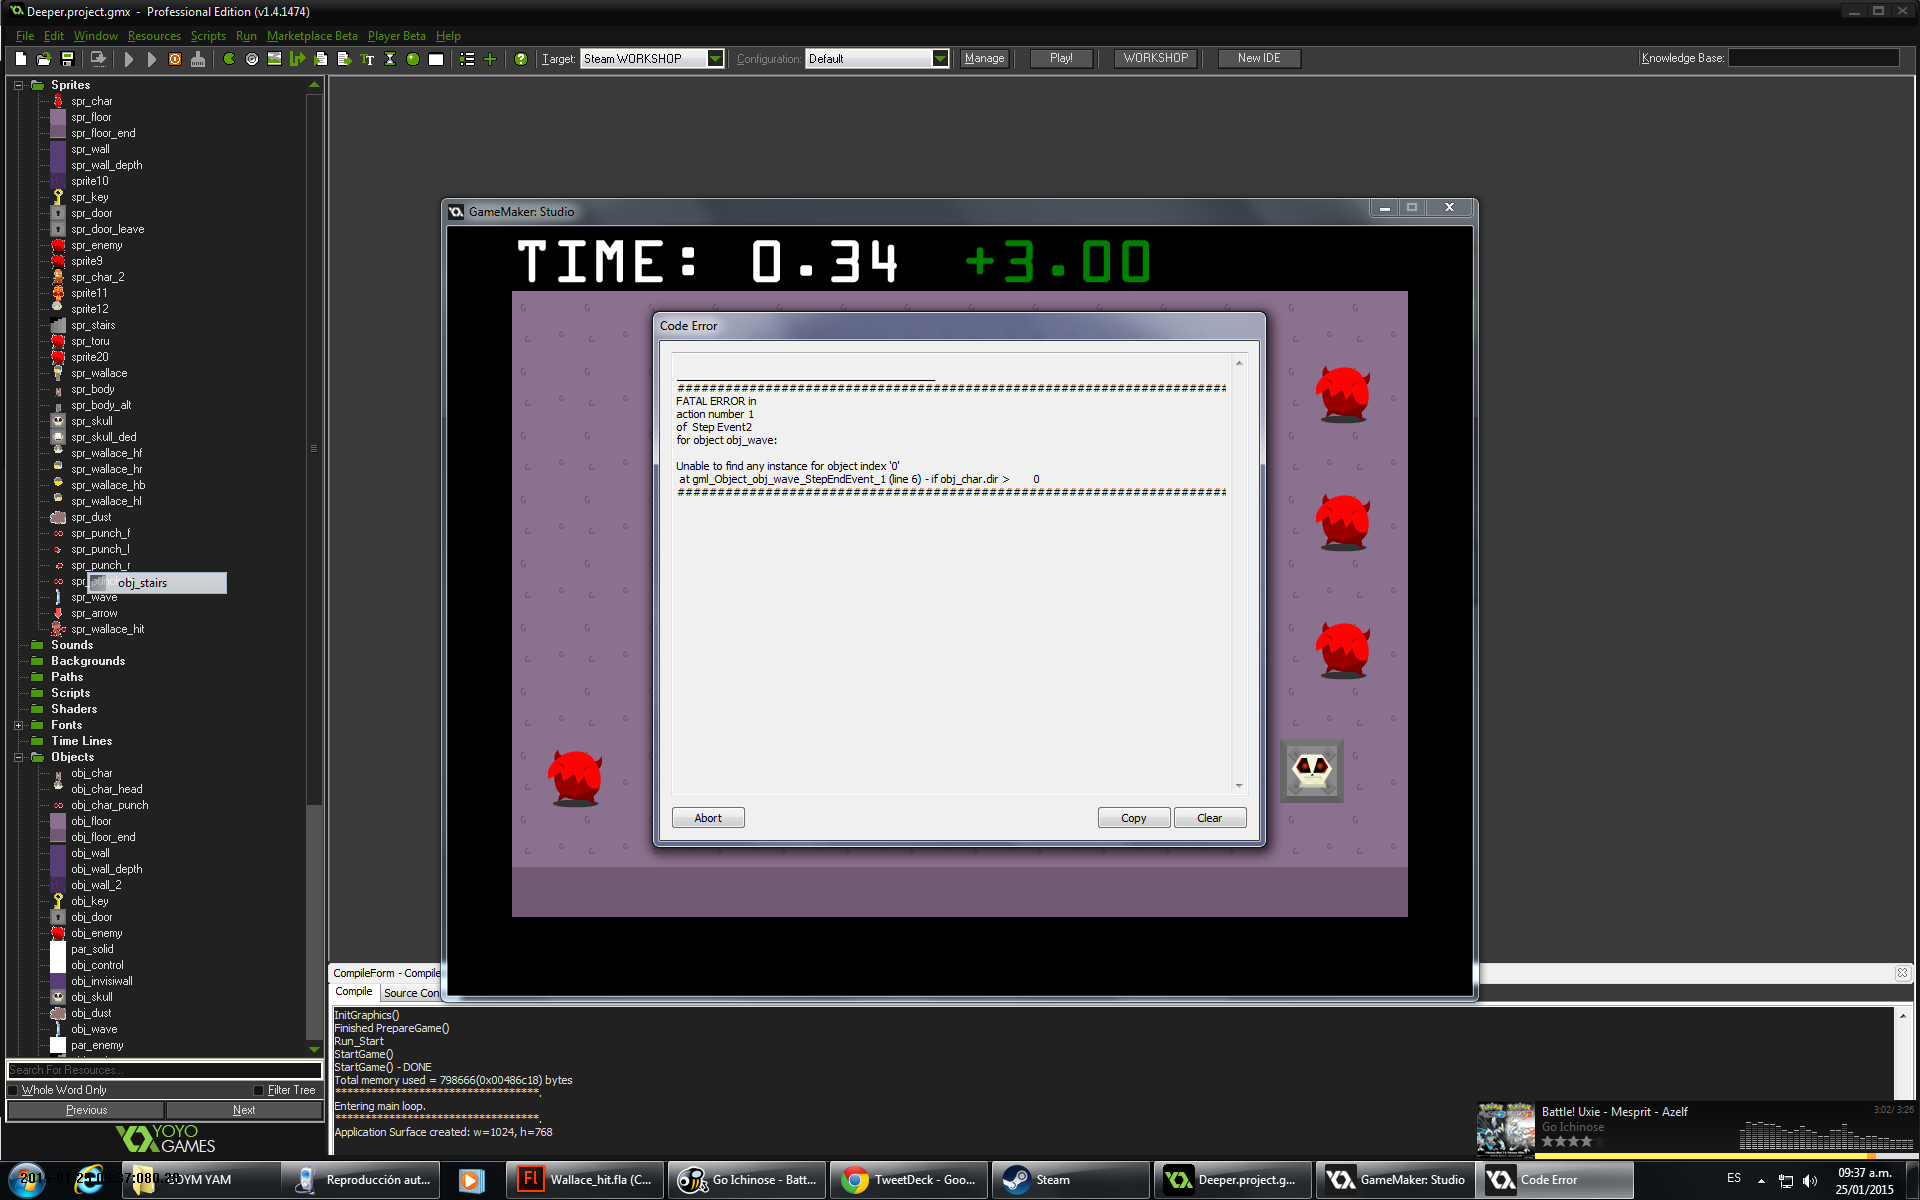 Deeper.project.gmx  -  Professional Edition (v1.4.1474)
File Edit Window Resources Scripts Run Marketplace Beta Player Beta Help
Target: Steam WORKSHOP Configuration: Default Manage Play! WORKSHOP New IDE Knowledge Base:
Sprites
spr_char
spr_floor
spr_floor_end
spr_wall
spr_wall_depth
sprite10
spr_key
spr_door
spr_door_leave
spr_enemy
sprite9
spr_char_2
sprite11
sprite12
spr_stairs
spr_toru
sprite20
spr_wallace
spr_body
spr_body_alt
spr_skull
spr_skull_ded
spr_wallace_hf
spr_wallace_hr
spr_wallace_hb
spr_wallace_hl
spr_dust
spr_punch_f
spr_punch_l
spr_punch_r
obj_stairs
spr_wave
spr_arrow
spr_wallace_hit
Sounds
Backgrounds
Paths
Scripts
Shaders
Fonts
Time Lines
Objects
obj_char
obj_char_head
obj_char_punch
obj_floor
obj_floor_end
obj_wall
obj_wall_depth
obj_wall_2
obj_key
obj_door
obj_enemy
par_solid
obj_control
obj_invisiwall
obj_skull
obj_dust
obj_wave
par_enemy
Search For Resources...
Whole Word Only Filter Tree
Previous Next
YOYO GAMES
GameMaker: Studio
TIME: 0.34 +3.00
Code Error
___________________________________________
############################################################################
FATAL ERROR in
action number 1
of  Step Event2
for object obj_wave:
Unable to find any instance for object index '0'
at gml_Object_obj_wave_StepEndEvent_1 (line 6) - if obj_char.dir >        0
############################################################################
Abort Copy Clear
CompileForm - Compile
Compile Source Con
InitGraphics()
Finished PrepareGame()
Run_Start
StartGame()
StartGame() - DONE
Total memory used = 798666(0x00486c18) bytes
**********************************.
Entering main loop.
**********************************.
Application Surface created: w=1024, h=768
Battle! Uxie - Mesprit - Azelf
Go Ichinose
3:02/ 3:26
YAM
Reproducción aut...
Wallace_hit.fla (C...
Go Ichinose - Batt...
TweetDeck - Goo...
Steam
Deeper.project.g...
GameMaker: Studio
Code Error
ES
09:37 a.m.
25/01/2015